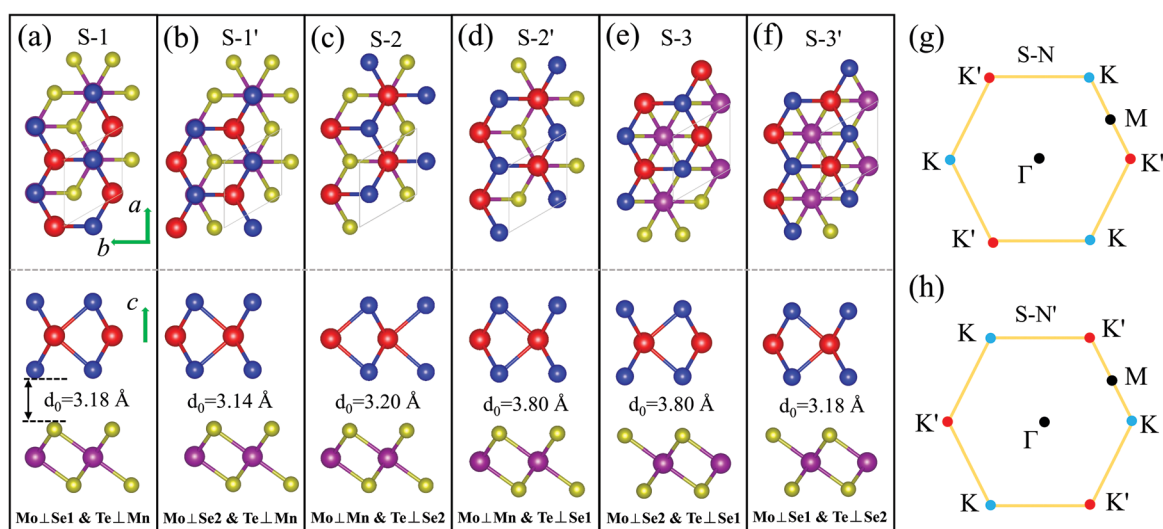 (a) S-1
(b) S-1'
(c) S-2
(d) S-2'
(e) S-3
(f) S-3'
a
b
c
d₀=3.18 Å
d₀=3.14 Å
d₀=3.20 Å
d₀=3.80 Å
d₀=3.80 Å
d₀=3.18 Å
Mo⊥Se1 & Te⊥Mn
Mo⊥Se2 & Te⊥Mn
Mo⊥Mn & Te⊥Se2
Mo⊥Mn & Te⊥Se1
Mo⊥Se2 & Te⊥Se1
Mo⊥Se1 & Te⊥Se2
(g)
S-N
K' K
M
K Γ K'
K' K
(h)
S-N'
K K'
M
K' Γ K
K K'